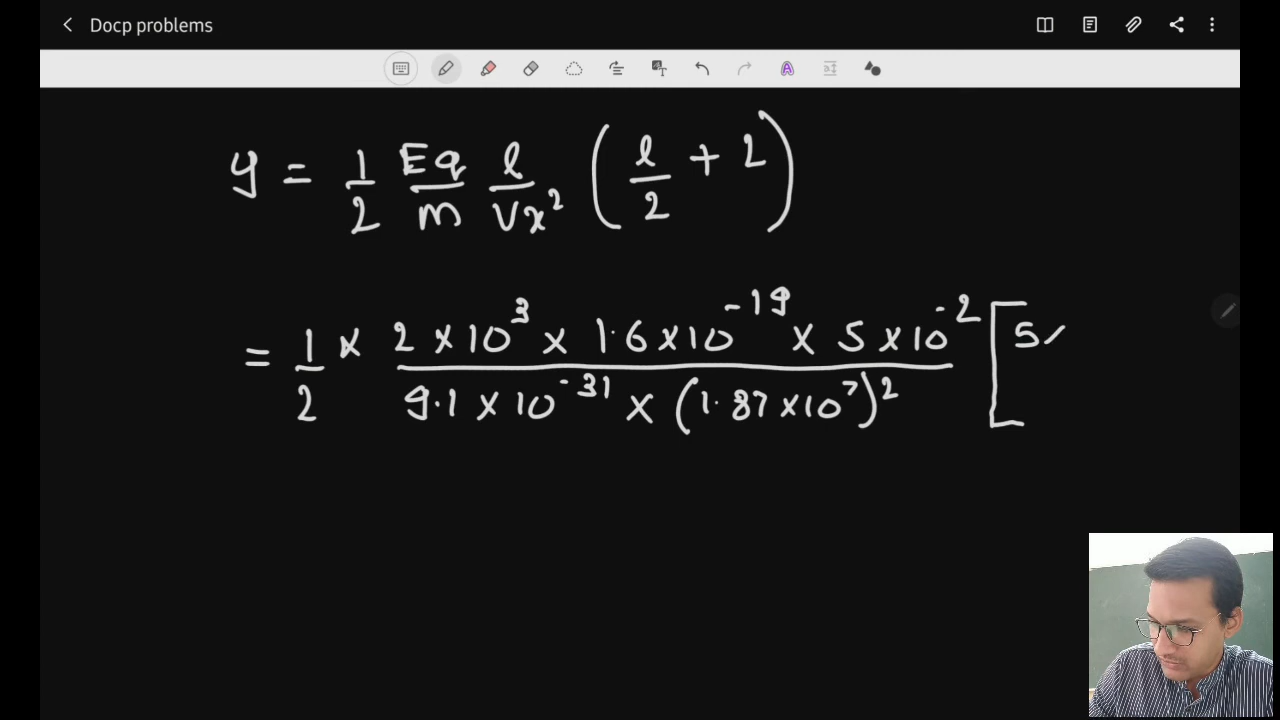 Docp problems
y = 1/2 Eq/m l/Vx² (l/2 + 2)
= 1/2 × 2 × 10³ × 1.6 × 10⁻¹⁹ × 5 × 10⁻² / 9.1 × 10⁻³¹ × (1.87 × 10⁷)² [5